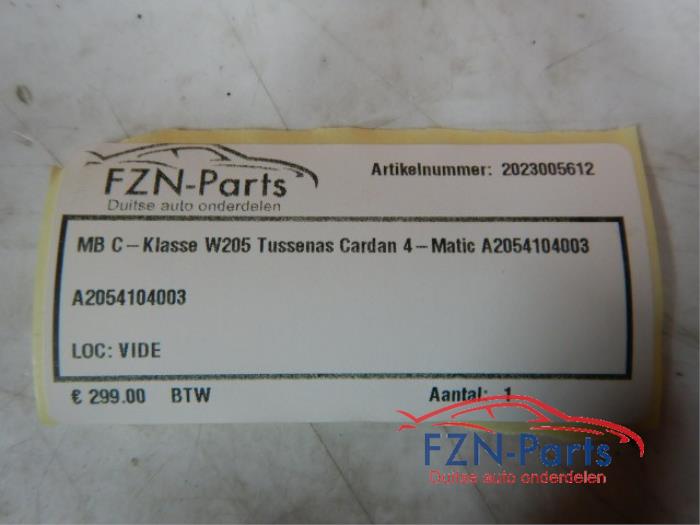 FZN-Parts
Duitse auto onderdelen
Artikelnummer: 2023005612
MB C-Klasse W205 Tussenas Cardan 4-Matic A2054104003
A2054104003
LOC: VIDE
€ 299.00 BTW
Aantal: 1
FZN-Parts
Duitse auto onderdelen